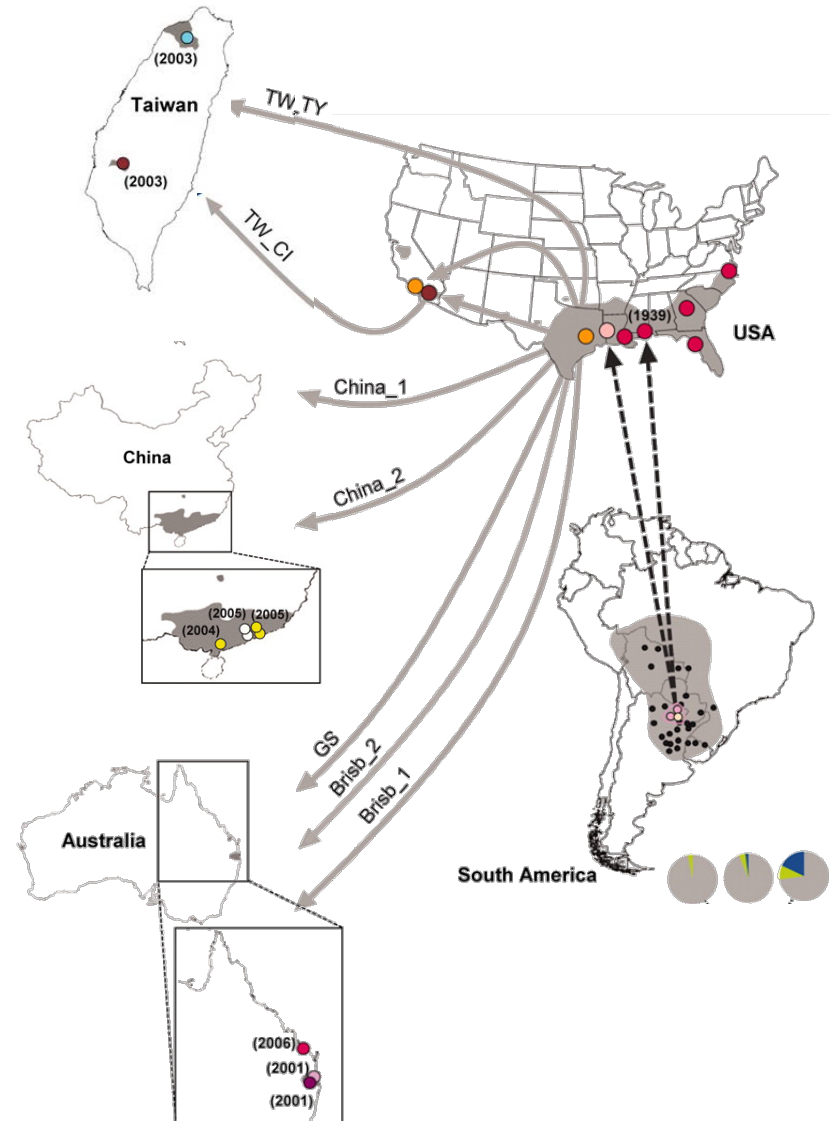 (2003)
Taiwan
(2003)
TW_TY
TW_CI
(1939)
USA
China_1
China_2
China
(2005)
(2005)
(2004)
GS
Brisb_2
Brisb_1
Australia
South America
(2006)
(2001)
(2001)